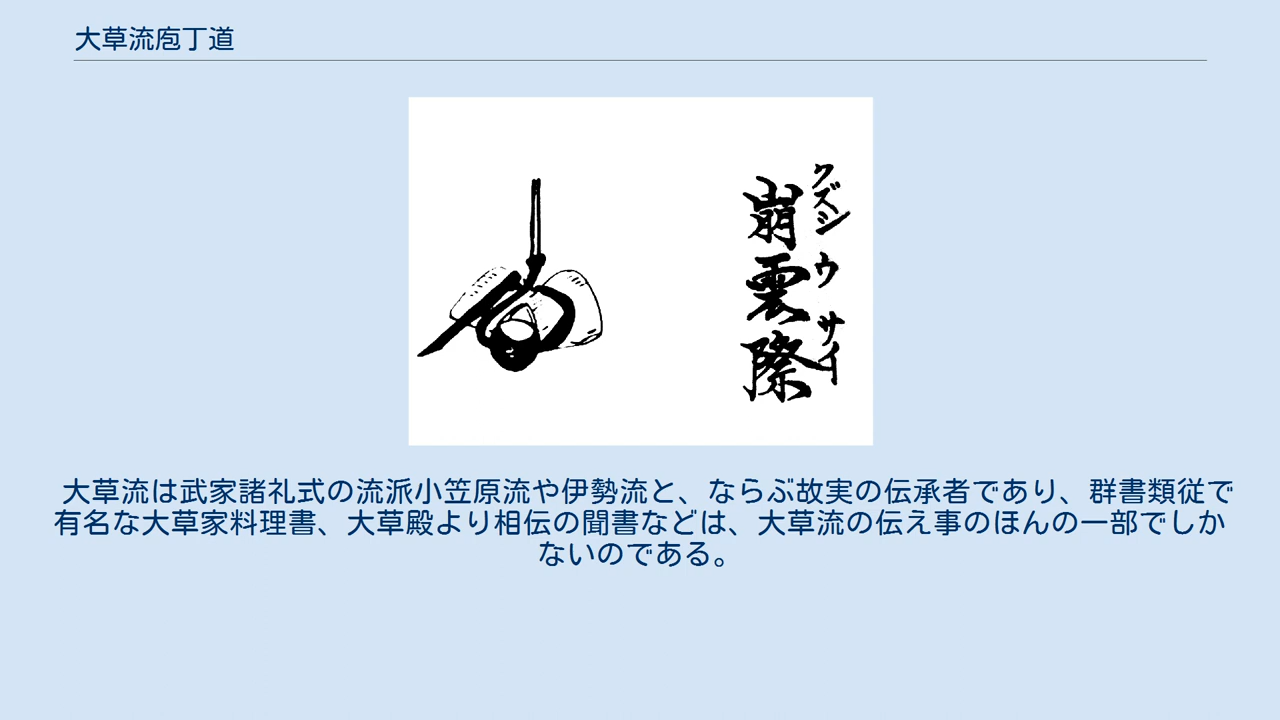 大草流庖丁道
崩雲際
クズシウサイ
大草流は武家諸礼式の流派小笠原流や伊勢流と、ならぶ故実の伝承者であり、群書類従で
有名な大草家料理書、大草殿より相伝の聞書などは、大草流の伝え事のほんの一部でしか
ないのである。